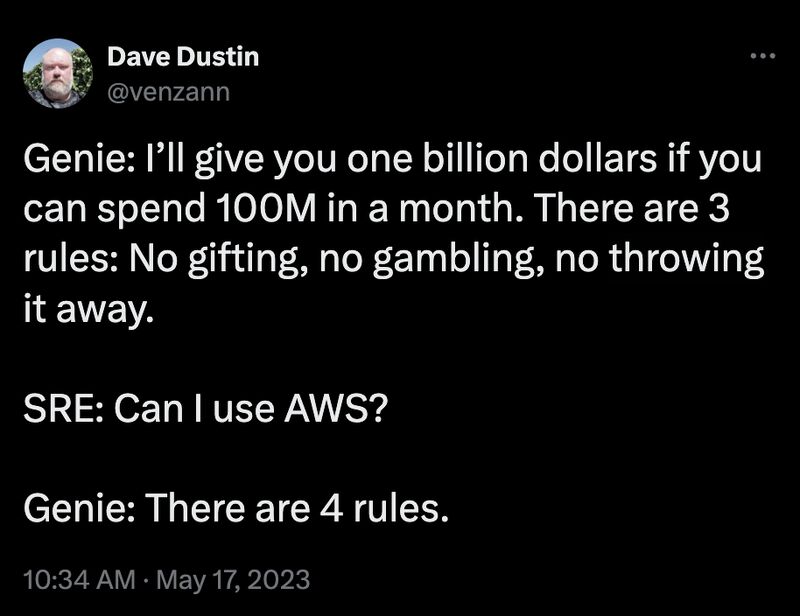 Dave Dustin
@venzann
Genie: I’ll give you one billion dollars if you
can spend 100M in a month. There are 3
rules: No gifting, no gambling, no throwing
it away.
SRE: Can I use AWS?
Genie: There are 4 rules.
10:34 AM · May 17, 2023